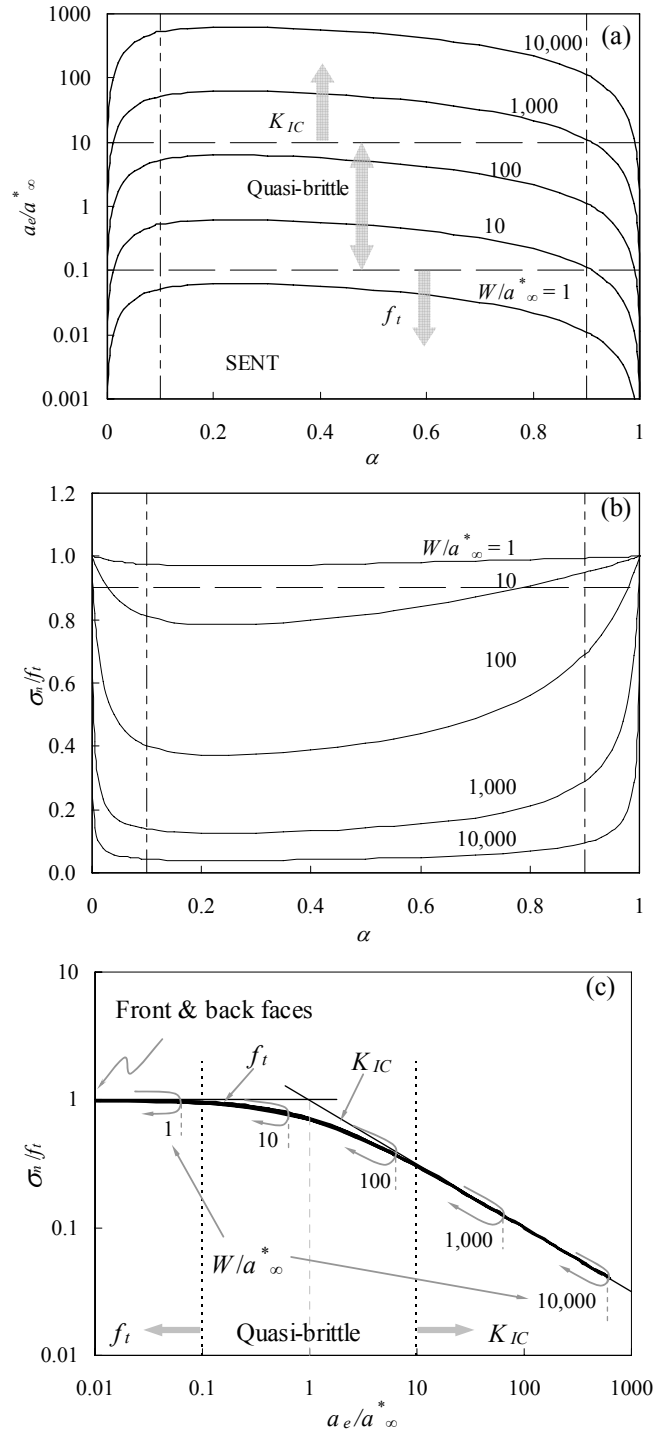 (a)
1000
100
10
1
0.1
0.01
0.001
a_e/a*_∞
10,000
1,000
K_IC
100
Quasi-brittle
10
W/a*_∞ = 1
f_t
SENT
0 0.2 0.4 0.6 0.8 1
α
(b)
1.2
1.0
0.8
0.6
0.4
0.2
0.0
σ_n/f_t
W/a*_∞ = 1
10
100
1,000
10,000
0 0.2 0.4 0.6 0.8 1
α
(c)
10
1
0.1
0.01
σ_n/f_t
Front & back faces
f_t
K_IC
1
10
100
1,000
10,000
W/a*_∞
f_t
Quasi-brittle
K_IC
0.01 0.1 1 10 100 1000
a_e/a*_∞